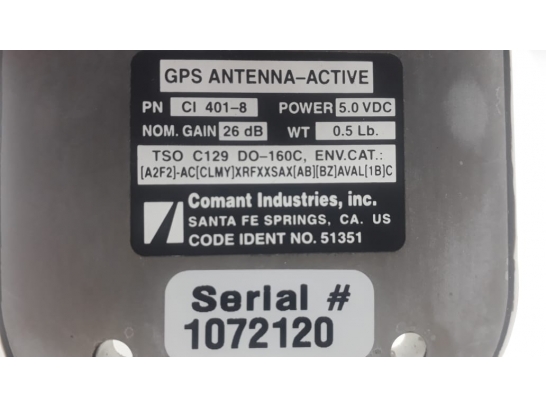 GPS ANTENNA-ACTIVE
PN CI 401-8 POWER 5.0 VDC
NOM. GAIN 26 dB WT 0.5 Lb.
TSO C129 DO-160C, ENV.CAT.:
[A2F2]-AC[CLMY]XRFXXSAX[AB][BZ]AVAL[1B]C
Comant Industries, inc.
SANTA FE SPRINGS, CA. US
CODE IDENT NO. 51351
Serial #
1072120